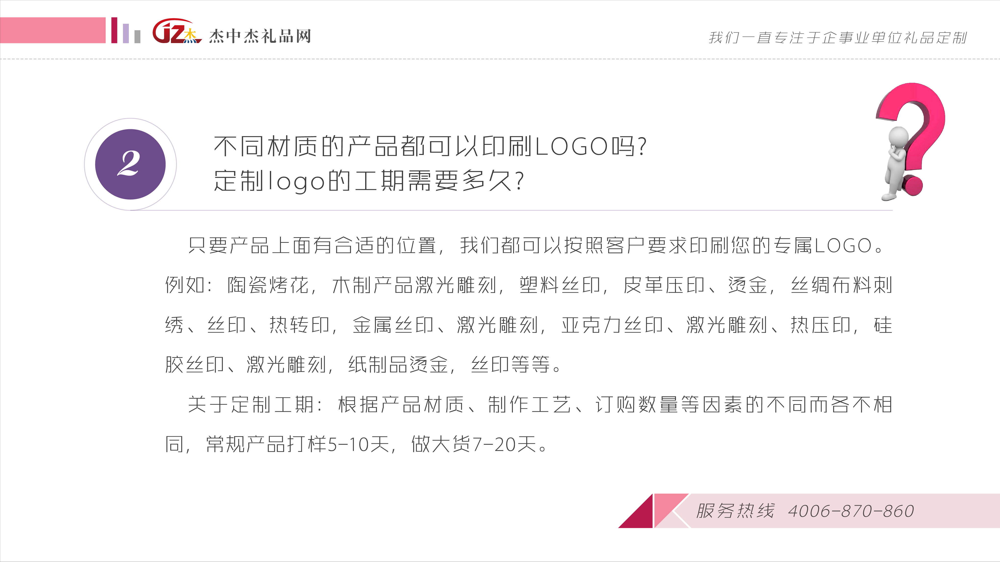 JZ杰 杰中杰礼品网
我们一直专注于企事业单位礼品定制
2
不同材质的产品都可以印刷LOGO吗?
定制logo的工期需要多久?
只要产品上面有合适的位置，我们都可以按照客户要求印刷您的专属LOGO。
例如：陶瓷烤花，木制产品激光雕刻，塑料丝印，皮革压印、烫金，丝绸布料刺
绣、丝印、热转印，金属丝印、激光雕刻，亚克力丝印、激光雕刻、热压印，硅
胶丝印、激光雕刻，纸制品烫金，丝印等等。
关于定制工期：根据产品材质、制作工艺、订购数量等因素的不同而各不相
同，常规产品打样5-10天，做大货7-20天。
服务热线 4006-870-860